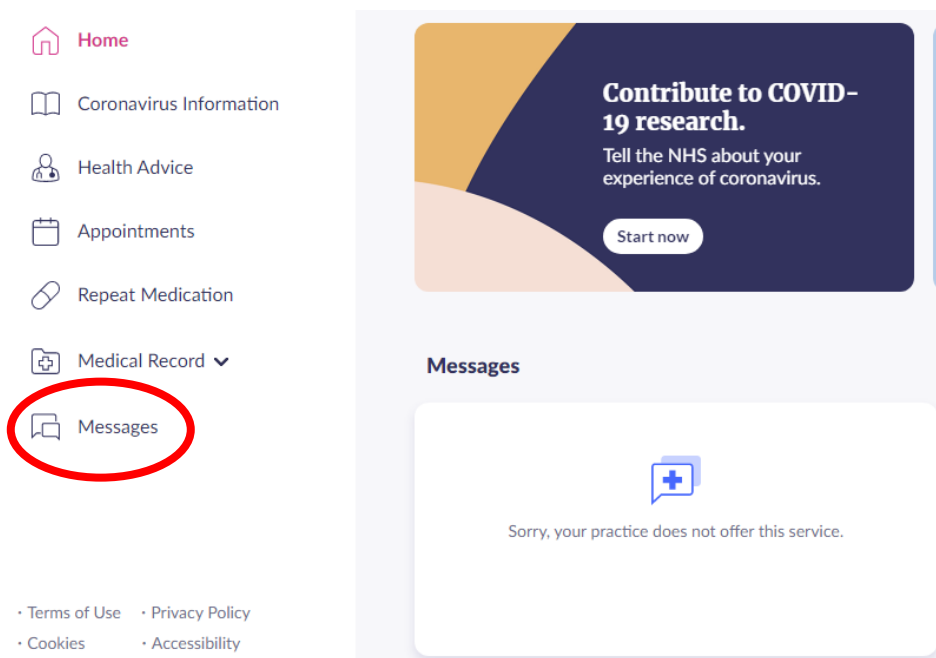 Home
Coronavirus Information
Health Advice
Appointments
Repeat Medication
Medical Record
Messages
· Terms of Use · Privacy Policy
· Cookies · Accessibility
Contribute to COVID-
19 research.
Tell the NHS about your
experience of coronavirus.
Start now
Messages
Sorry, your practice does not offer this service.